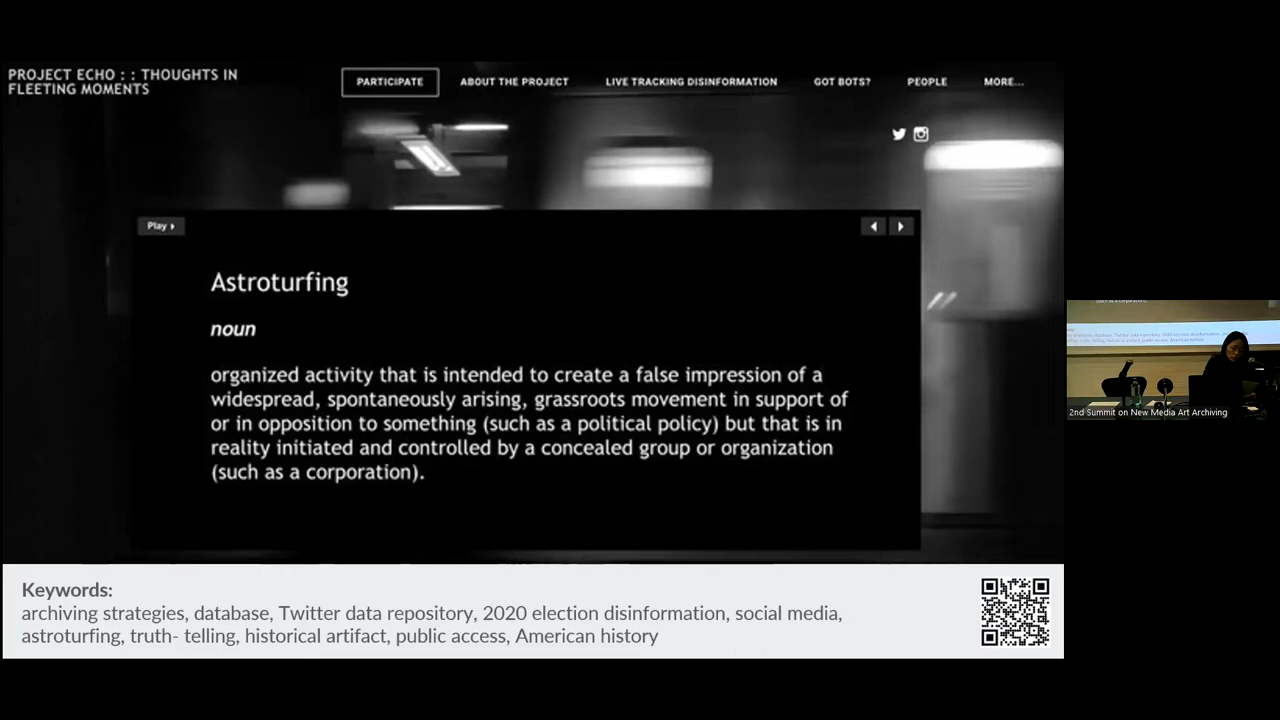 PROJECT ECHO : : THOUGHTS IN
FLEETING MOMENTS
PARTICIPATE
ABOUT THE PROJECT
LIVE TRACKING DISINFORMATION
GOT BOTS?
PEOPLE
MORE...
Play
Astroturfing
noun
organized activity that is intended to create a false impression of a
widespread, spontaneously arising, grassroots movement in support of
or in opposition to something (such as a political policy) but that is in
reality initiated and controlled by a concealed group or organization
(such as a corporation).
2nd Summit on New Media Art Archiving
Keywords:
archiving strategies, database, Twitter data repository, 2020 election disinformation, social media,
astroturfing, truth- telling, historical artifact, public access, American history